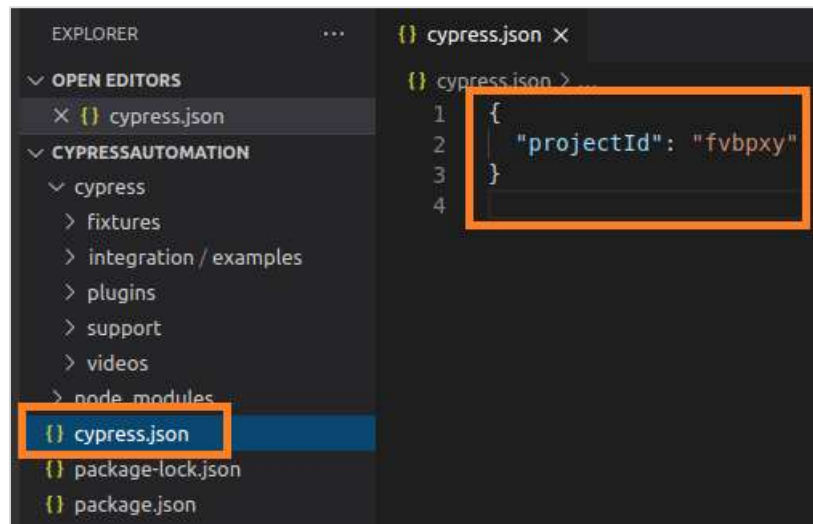 EXPLORER ...
OPEN EDITORS
{} cypress.json
CYPRESSAUTOMATION
cypress
fixtures
integration / examples
plugins
support
videos
node_modules
{} cypress.json
{} package-lock.json
{} package.json
{} cypress.json ×
{} cypress.json > ...
1 {
2 "projectId": "fvbpxy"
3 }
4